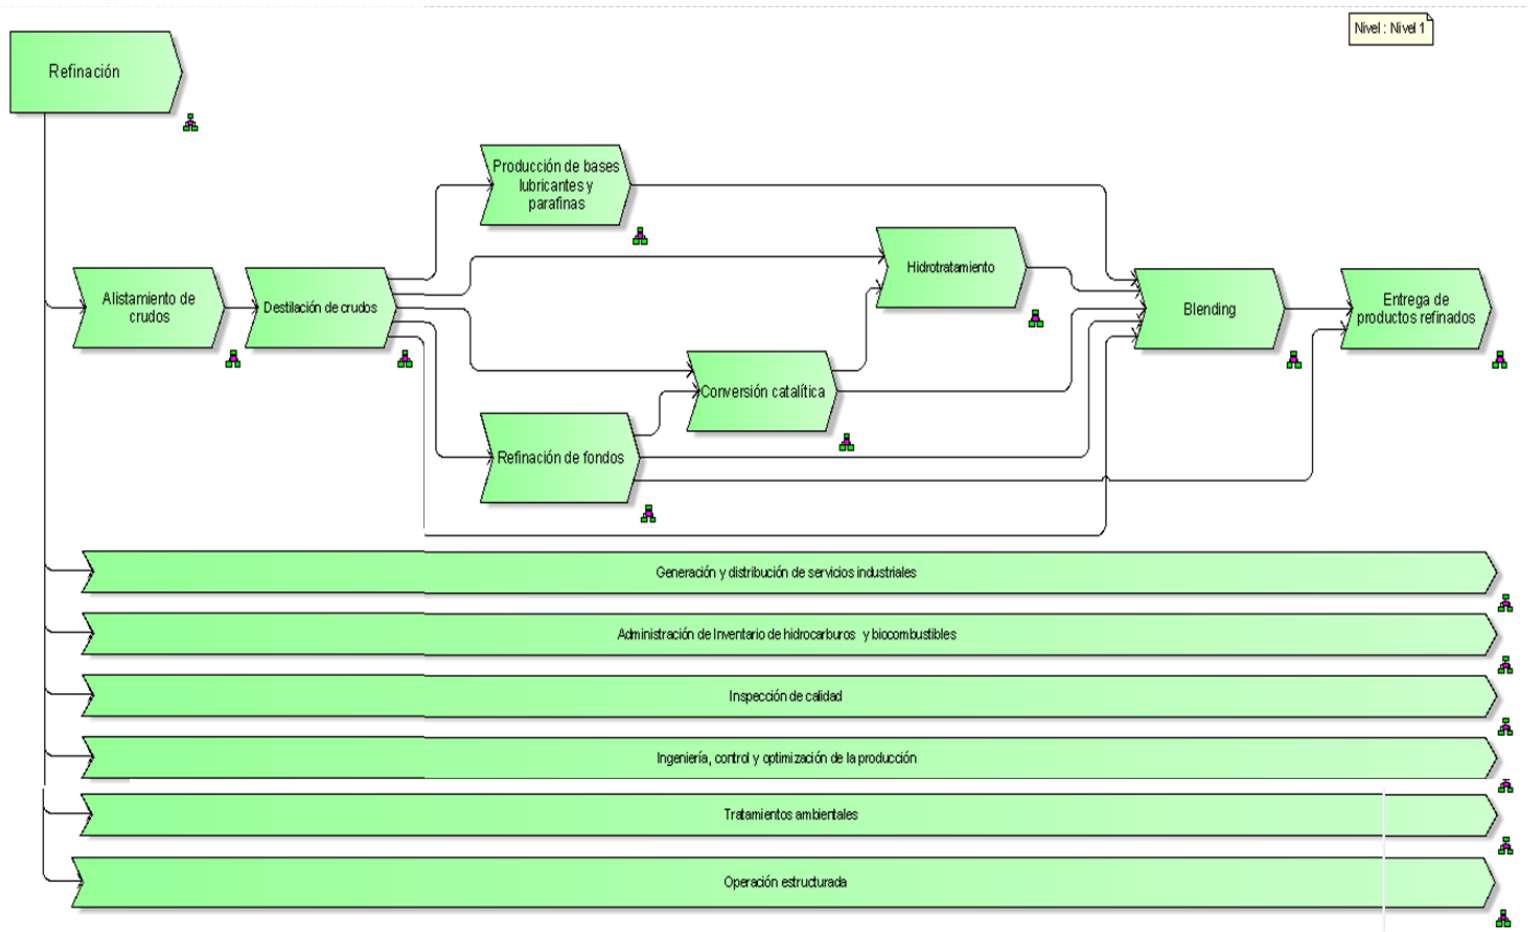 Nivel : Nivel 1
Refinación
Producción de bases
lubricantes y
parafinas
Hidrotratamiento
Alistamiento de
crudos
Destilación de crudos
Blending
Entrega de
productos refinados
Conversión catalítica
Refinación de fondos
Generación y distribución de servicios industriales
Administración de Inventario de hidrocarburos y biocombustibles
Inspección de calidad
Ingeniería, control y optimización de la producción
Tratamientos ambientales
Operación estructurada